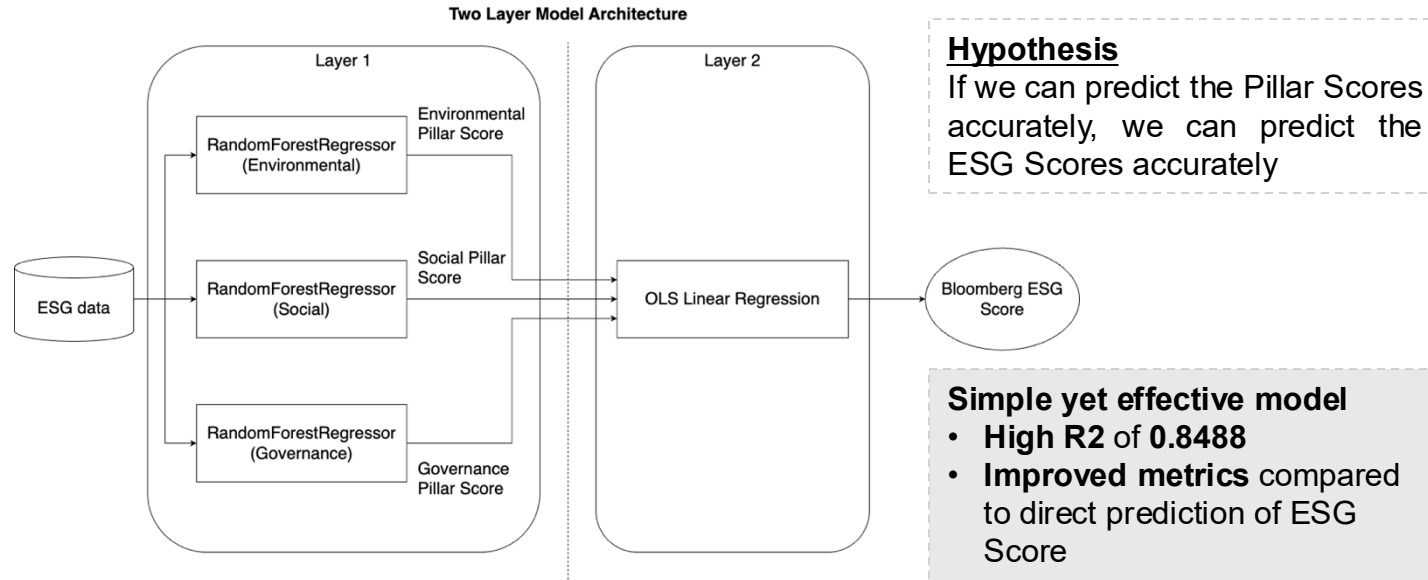 Two Layer Model Architecture
Layer 1
Layer 2
Environmental
Pillar Score
RandomForestRegressor
(Environmental)
Social Pillar
Score
ESG data
RandomForestRegressor
(Social)
OLS Linear Regression
Bloomberg ESG
Score
RandomForestRegressor
(Governance)
Governance
Pillar Score
Hypothesis
If we can predict the Pillar Scores
accurately, we can predict the
ESG Scores accurately
Simple yet effective model
• High R2 of 0.8488
• Improved metrics compared
to direct prediction of ESG
Score